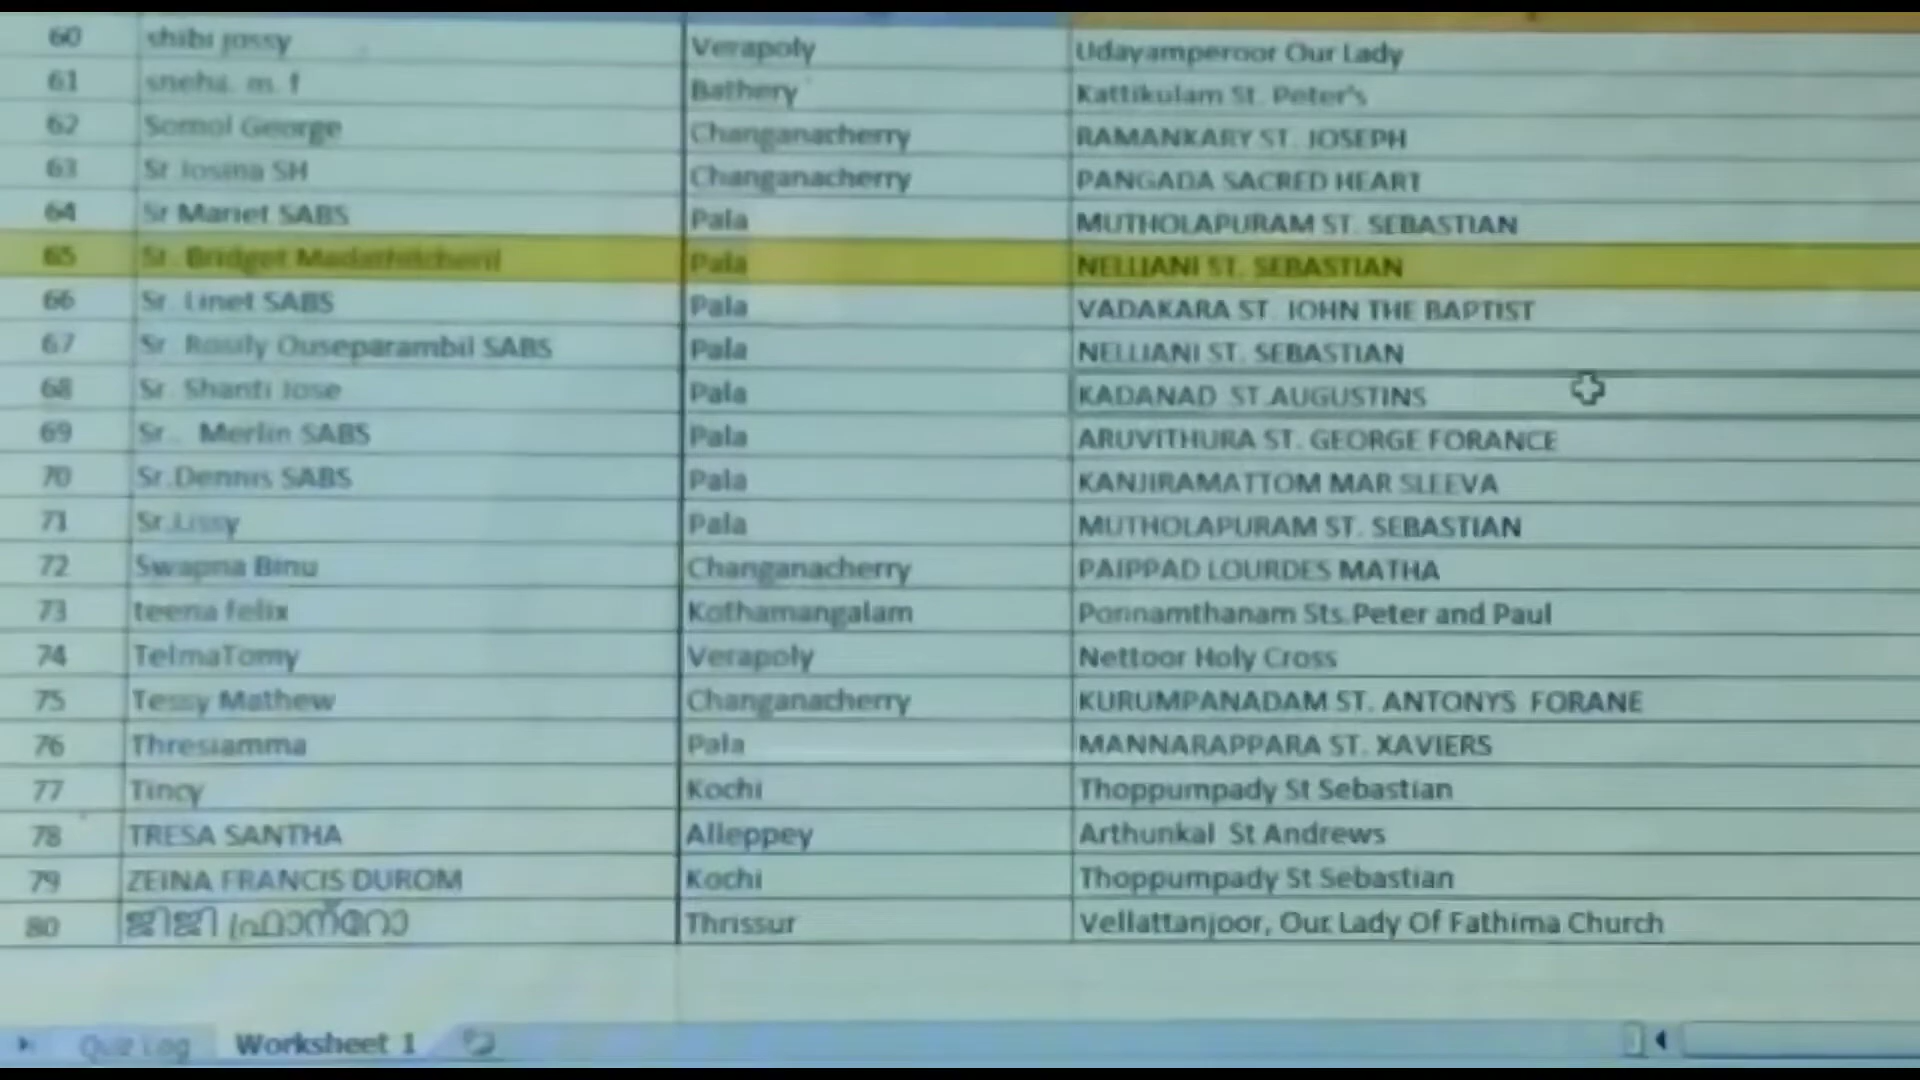 60 shibi jossy Verapoly Udayamperoor Our Lady
61 sneha. m. f Bathery Kattikulam St. Peter's
62 Somol George Changanacherry RAMANKARY ST. JOSEPH
63 Sr Josina SH Changanacherry PANGADA SACRED HEART
64 Sr Mariet SABS Pala MUTHOLAPURAM ST. SEBASTIAN
65 Sr. Bridget Madathilcheril Pala NELLIANI ST. SEBASTIAN
66 Sr. Linet SABS Pala VADAKARA ST. JOHN THE BAPTIST
67 Sr. Rosily Ouseparambil SABS Pala NELLIANI ST. SEBASTIAN
68 Sr. Shanti Jose Pala KADANAD ST.AUGUSTINS
69 Sr.. Merlin SABS Pala ARUVITHURA ST. GEORGE FORANCE
70 Sr.Dennis SABS Pala KANJIRAMATTOM MAR SLEEVA
71 Sr.Lissy Pala MUTHOLAPURAM ST. SEBASTIAN
72 Swapna Binu Changanacherry PAIPPAD LOURDES MATHA
73 teena felix Kothamangalam Ponnamthanam Sts.Peter and Paul
74 TelmaTomy Verapoly Nettoor Holy Cross
75 Tessy Mathew Changanacherry KURUMPANADAM ST. ANTONYS FORANE
76 Thresiamma Pala MANNARAPPARA ST. XAVIERS
77 Tincy Kochi Thoppumpady St Sebastian
78 TRESA SANTHA Alleppey Arthunkal St Andrews
79 ZEINA FRANCIS DUROM Kochi Thoppumpady St Sebastian
80 ജിജി Thrissur Vellattanjoor, Our Lady Of Fathima Church
Quiz Log Worksheet 1